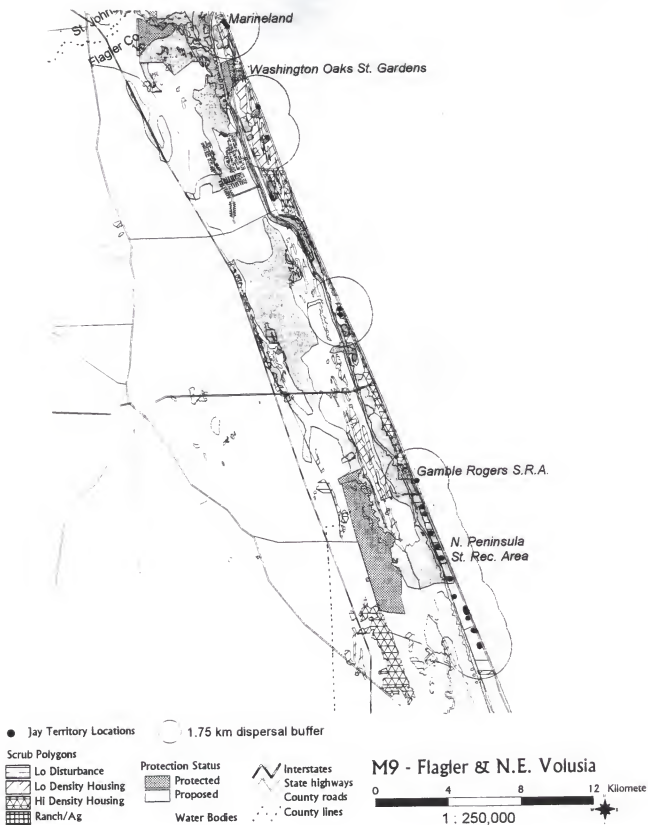 St. Johns
Flagler Co.
Marineland
Washington Oaks St. Gardens
Gamble Rogers S.R.A.
N. Peninsula
St. Rec. Area
Jay Territory Locations
1.75 km dispersal buffer
Scrub Polygons
Lo Disturbance
Lo Density Housing
Hi Density Housing
Ranch/Ag
Protection Status
Protected
Proposed
Water Bodies
Interstates
State highways
County roads
County lines
M9 - Flagler & N.E. Volusia
0 4 8 12 Kilomete
1 : 250,000